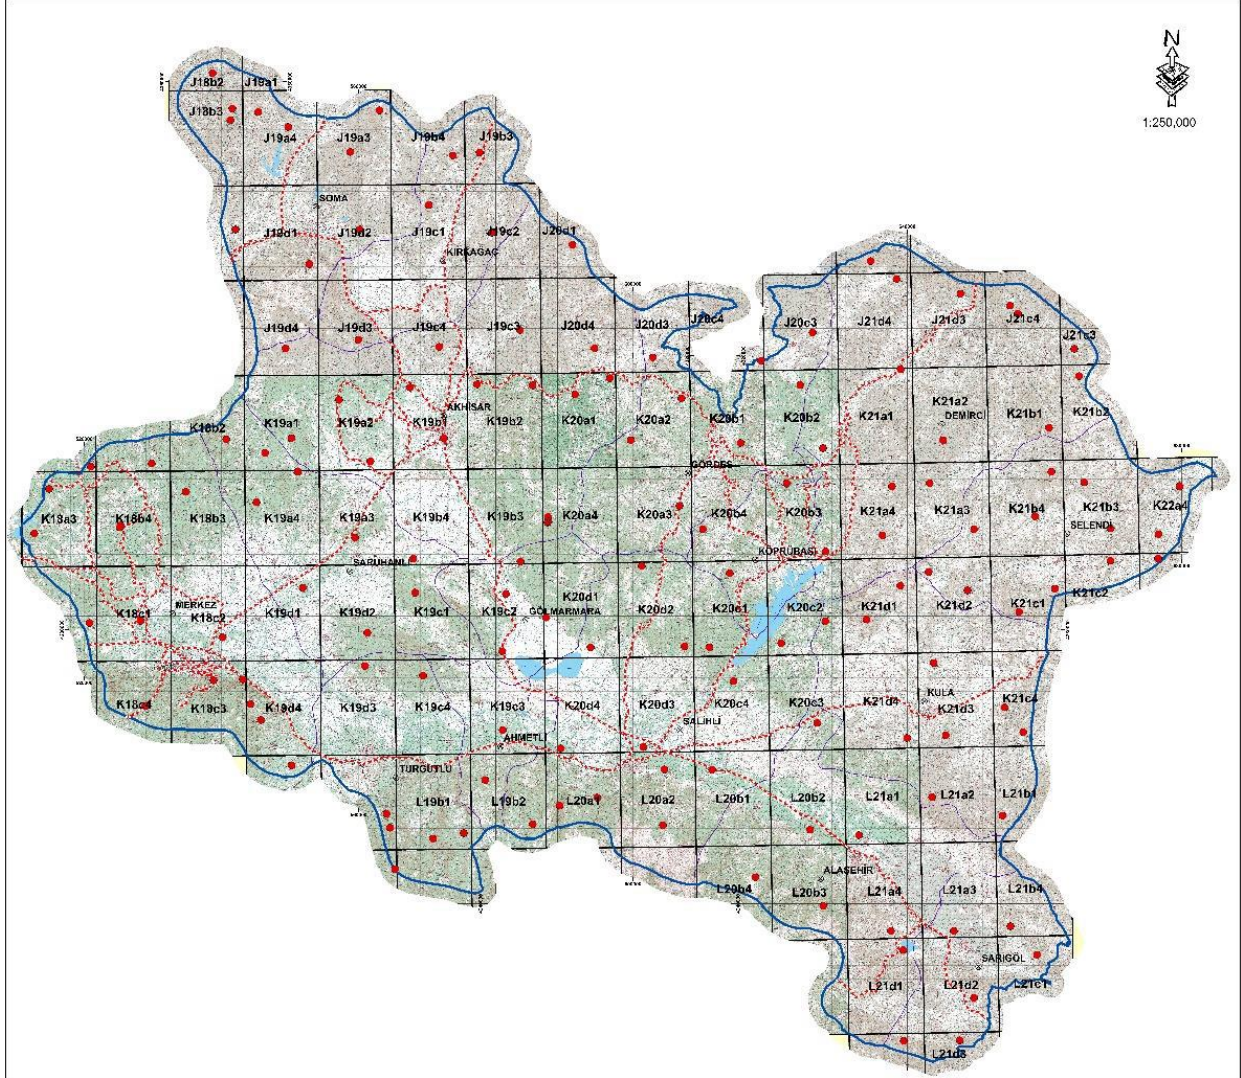 N
1:250,000
J18b2
J19a1
J18b3
J19a4
J19a3
J19b4
J19b3
SOMA
J19d1
J19d2
J19c1
J19c2
J20d1
KIRKAGAÇ
J19d4
J19d3
J19c4
J19c3
J20d4
J20d3
J20c4
J20c3
J21d4
J21d3
J21c4
J21c3
K18b2
K19a1
K19a2
K19b1
AKHİSAR
K19b2
K20a1
K20a2
K20b1
K20b2
K21a1
K21a2
DEMİRCİ
K21b1
K21b2
GÖRDES
K18a3
K18b4
K18b3
K19a4
K19a3
K19b4
K19b3
K20a4
K20a3
K20b4
K20b3
K21a4
K21a3
K21b4
K21b3
K22a4
SELENDİ
SARUHANLI
KÖPRÜBAŞI
K18c1
MERKEZ
K18c2
K19d1
K19d2
K19c1
K19c2
K20d1
GÖLMARMARA
K20d2
K20c1
K20c2
K21d1
K21d2
K21c1
K21c2
K18c4
K18c3
K19d4
K19d3
K19c4
K19c3
K20d4
K20d3
K20c4
K20c3
K21d4
KULA
K21d3
K21c4
SALİHLİ
AHMETLİ
TURGUTLU
L19b1
L19b2
L20a1
L20a2
L20b1
L20b2
L21a1
L21a2
L21b1
ALAŞEHİR
L20b4
L20b3
L21a4
L21a3
L21b4
SARIGÖL
L21d1
L21d2
L21c1
L21d3